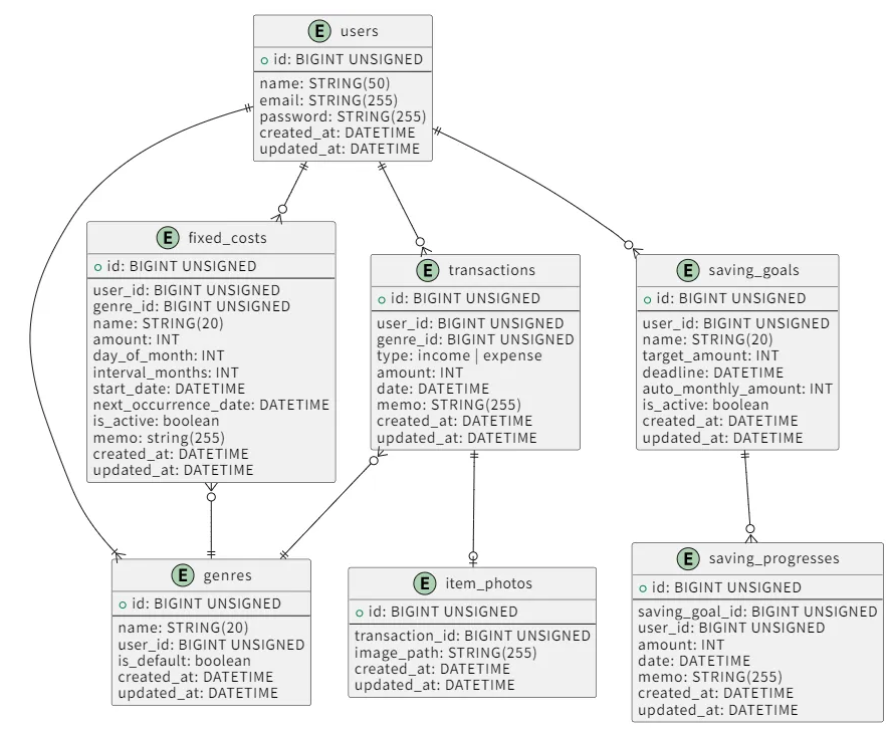 E users
id: BIGINT UNSIGNED
name: STRING(50)
email: STRING(255)
password: STRING(255)
created_at: DATETIME
updated_at: DATETIME
E fixed_costs
id: BIGINT UNSIGNED
user_id: BIGINT UNSIGNED
genre_id: BIGINT UNSIGNED
name: STRING(20)
amount: INT
day_of_month: INT
interval_months: INT
start_date: DATETIME
next_occurrence_date: DATETIME
is_active: boolean
memo: string(255)
created_at: DATETIME
updated_at: DATETIME
E transactions
id: BIGINT UNSIGNED
user_id: BIGINT UNSIGNED
genre_id: BIGINT UNSIGNED
type: income | expense
amount: INT
date: DATETIME
memo: STRING(255)
created_at: DATETIME
updated_at: DATETIME
E saving_goals
id: BIGINT UNSIGNED
user_id: BIGINT UNSIGNED
name: STRING(20)
target_amount: INT
deadline: DATETIME
auto_monthly_amount: INT
is_active: boolean
created_at: DATETIME
updated_at: DATETIME
E genres
id: BIGINT UNSIGNED
name: STRING(20)
user_id: BIGINT UNSIGNED
is_default: boolean
created_at: DATETIME
updated_at: DATETIME
E item_photos
id: BIGINT UNSIGNED
transaction_id: BIGINT UNSIGNED
image_path: STRING(255)
created_at: DATETIME
updated_at: DATETIME
E saving_progresses
id: BIGINT UNSIGNED
saving_goal_id: BIGINT UNSIGNED
user_id: BIGINT UNSIGNED
amount: INT
date: DATETIME
memo: STRING(255)
created_at: DATETIME
updated_at: DATETIME